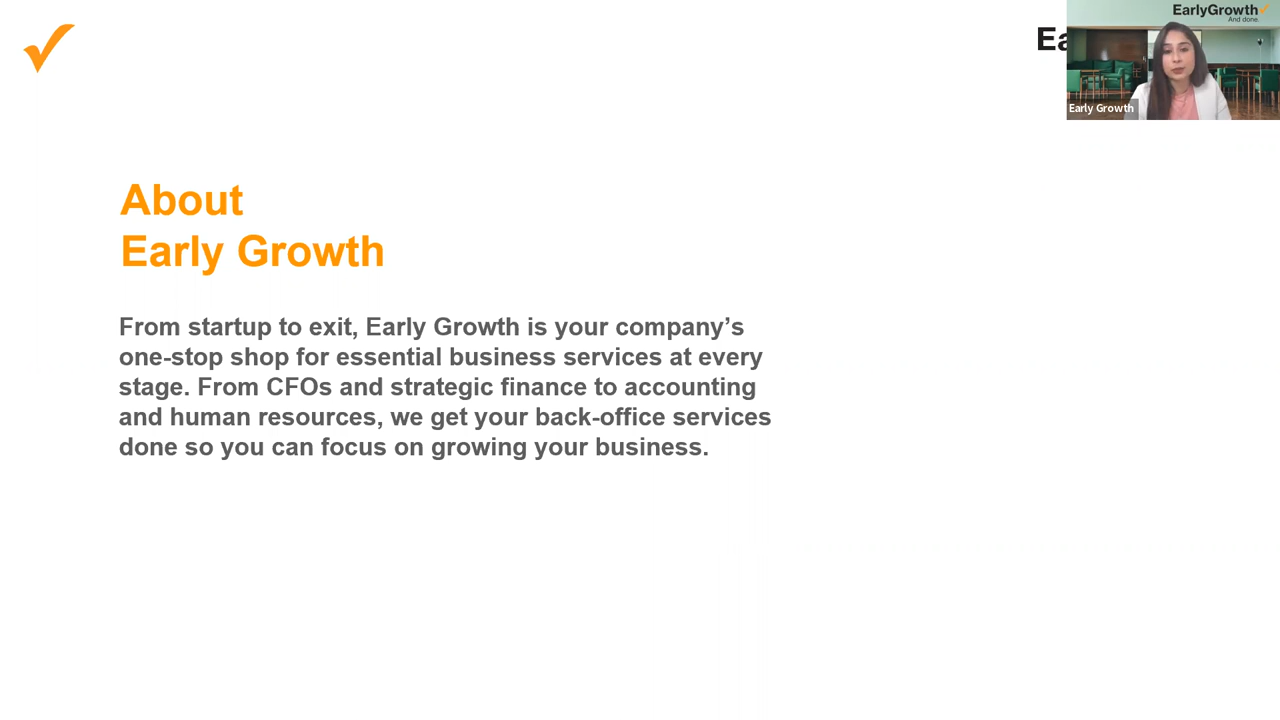 Ea
EarlyGrowth
And done.
Early Growth
About
Early Growth
From startup to exit, Early Growth is your company’s
one-stop shop for essential business services at every
stage. From CFOs and strategic finance to accounting
and human resources, we get your back-office services
done so you can focus on growing your business.